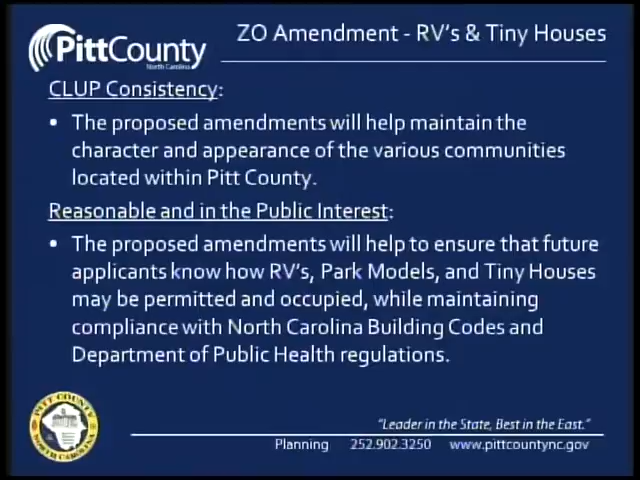 PittCounty
North Carolina
ZO Amendment - RV's & Tiny Houses
CLUP Consistency:
• The proposed amendments will help maintain the
character and appearance of the various communities
located within Pitt County.
Reasonable and in the Public Interest:
• The proposed amendments will help to ensure that future
applicants know how RV's, Park Models, and Tiny Houses
may be permitted and occupied, while maintaining
compliance with North Carolina Building Codes and
Department of Public Health regulations.
PITT COUNTY
NORTH CAROLINA
"Leader in the State, Best in the East."
Planning 252.902.3250 www.pittcountync.gov